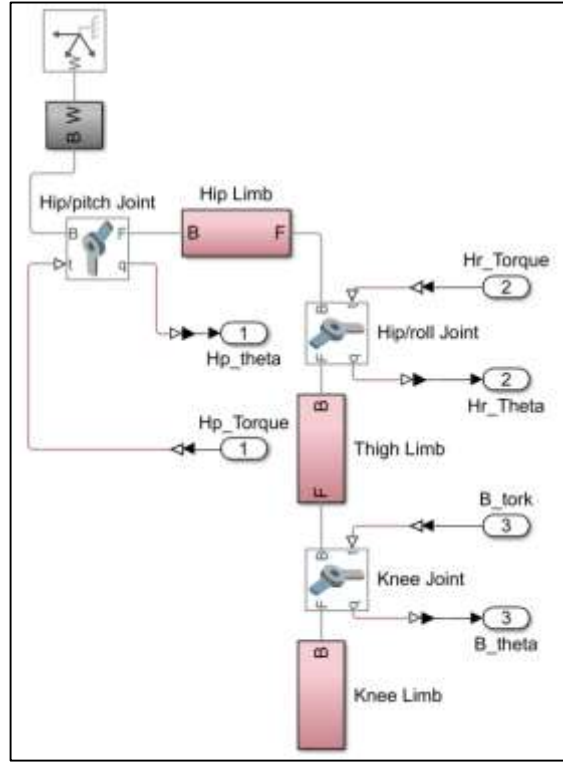 W
B W
Hip/pitch Joint
B F
t q
Hip Limb
B F
Hr_Torque
2
B t
Hip/roll Joint
F q
1
Hp_theta
2
Hr_Theta
B
Thigh Limb
F
Hp_Torque
1
B_tork
3
B t
Knee Joint
F q
3
B_theta
B
Knee Limb